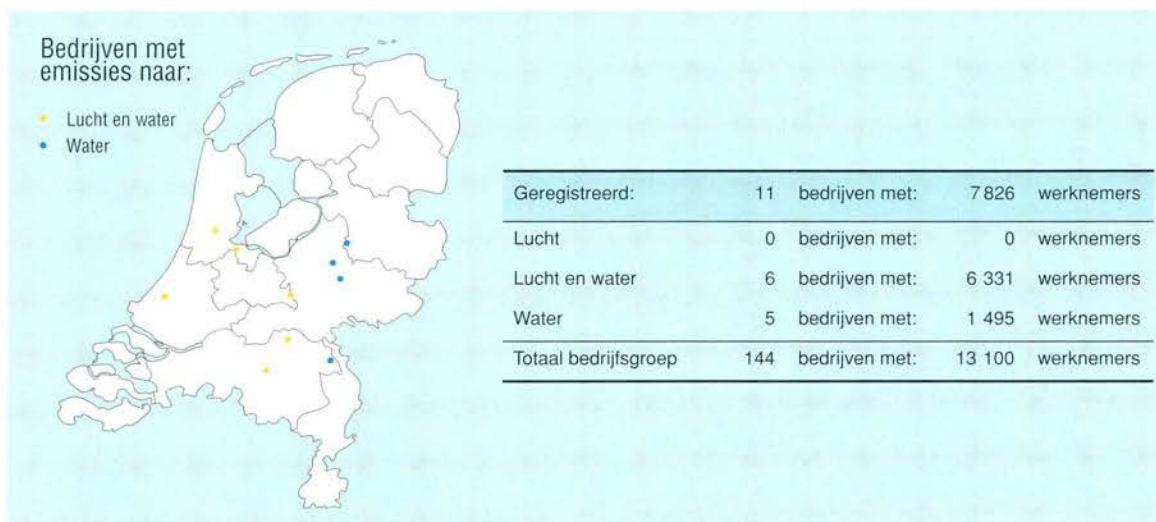 Bedrijven met
emissies naar:
Lucht en water
Water
Geregistreerd: 11 bedrijven met: 7 826 werknemers
Lucht 0 bedrijven met: 0 werknemers
Lucht en water 6 bedrijven met: 6 331 werknemers
Water 5 bedrijven met: 1 495 werknemers
Totaal bedrijfsgroep 144 bedrijven met: 13 100 werknemers